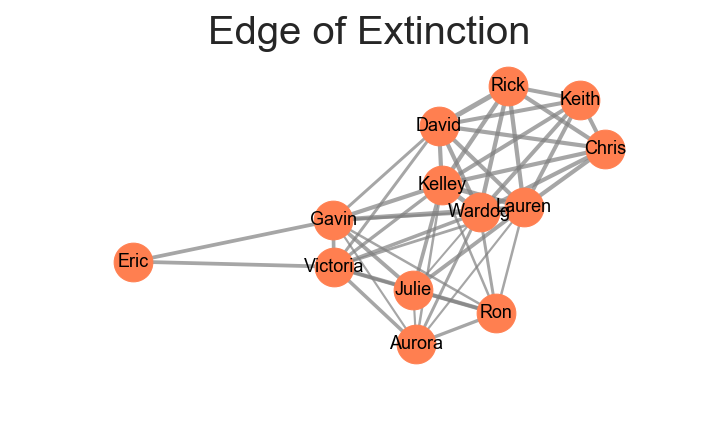 Edge of Extinction
Rick
Keith
David
Chris
Kelley
Lauren
Wardog
Gavin
Eric
Victoria
Julie
Ron
Aurora